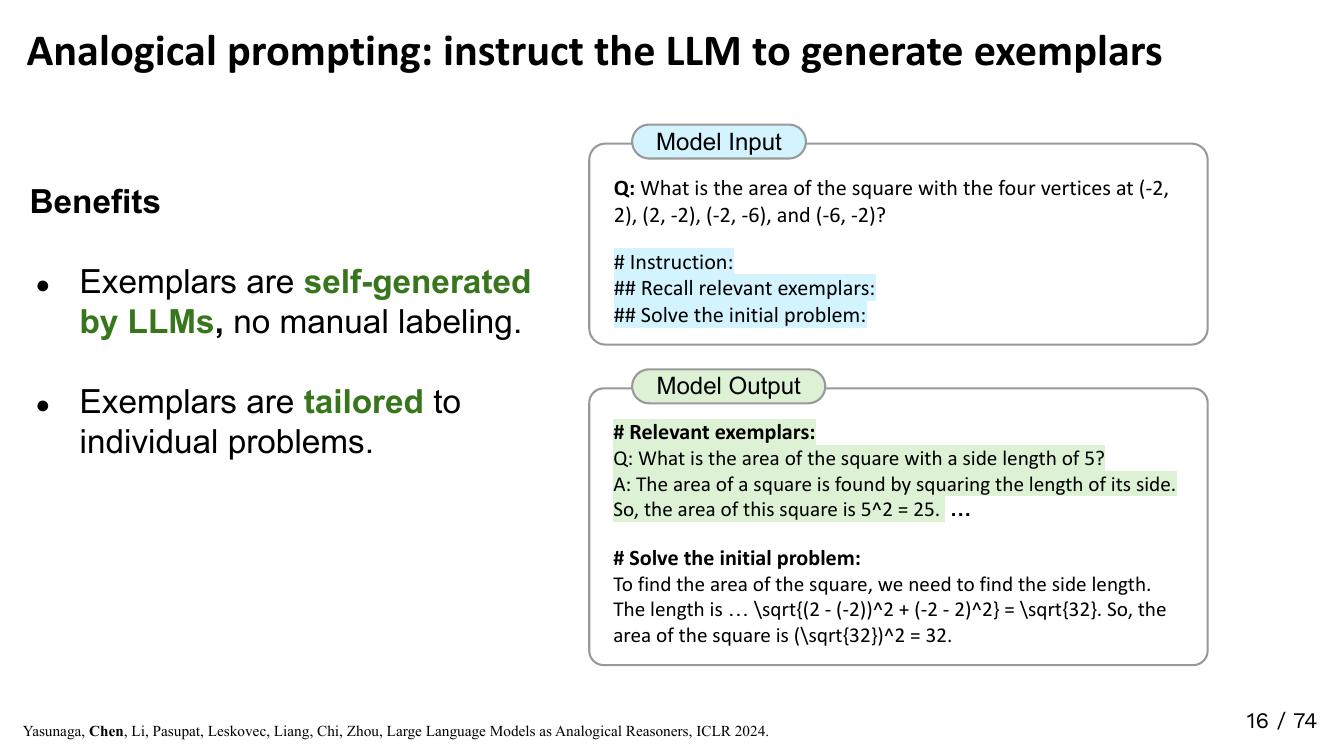 Analogical prompting: instruct the LLM to generate exemplars
Benefits
● Exemplars are self-generated
by LLMs, no manual labeling.
● Exemplars are tailored to
individual problems.
Model Input
Q: What is the area of the square with the four vertices at (-2,
2), (2, -2), (-2, -6), and (-6, -2)?
# Instruction:
## Recall relevant exemplars:
## Solve the initial problem:
Model Output
# Relevant exemplars:
Q: What is the area of the square with a side length of 5?
A: The area of a square is found by squaring the length of its side.
So, the area of this square is 5^2 = 25. ...
# Solve the initial problem:
To find the area of the square, we need to find the side length.
The length is … \sqrt{(2 - (-2))^2 + (-2 - 2)^2} = \sqrt{32}. So, the
area of the square is (\sqrt{32})^2 = 32.
Yasunaga, Chen, Li, Pasupat, Leskovec, Liang, Chi, Zhou, Large Language Models as Analogical Reasoners, ICLR 2024.
16 / 74